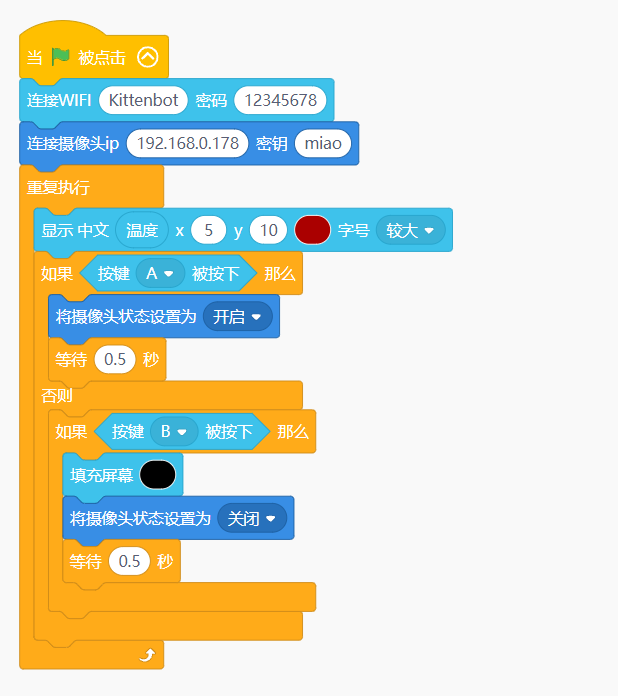 当 被点击
连接WIFI Kittenbot 密码 12345678
连接摄像头ip 192.168.0.178 密钥 miao
重复执行
显示 中文 温度 x 5 y 10 字号 较大
如果 按键 A 被按下 那么
将摄像头状态设置为 开启
等待 0.5 秒
否则
如果 按键 B 被按下 那么
填充屏幕
将摄像头状态设置为 关闭
等待 0.5 秒